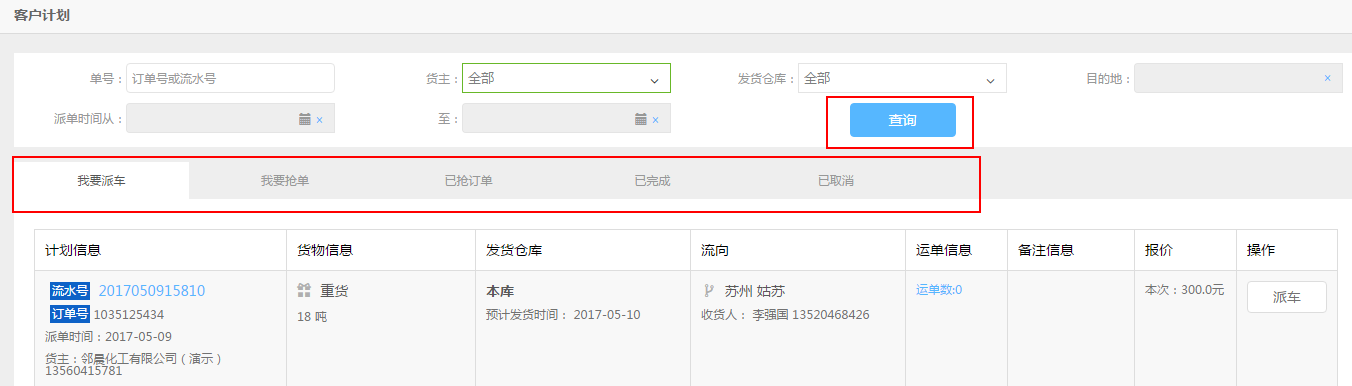 客户计划
单号： 订单号或流水号 货主： 全部 发货仓库： 全部 目的地： ×
派单时间从： × 至： × 查询
我要派车 我要抢单 已抢订单 已完成 已取消
计划信息 货物信息 发货仓库 流向 运单信息 备注信息 报价 操作
流水号 2017050915810 重货 本库 苏州 姑苏 运单数:0 本次：300.0元 派车
订单号 1035125434 18 吨 预计发货时间： 2017-05-10 收货人： 李强国 13520468426
派单时间：2017-05-09
货主：邻晨化工有限公司（演示）
13560415781